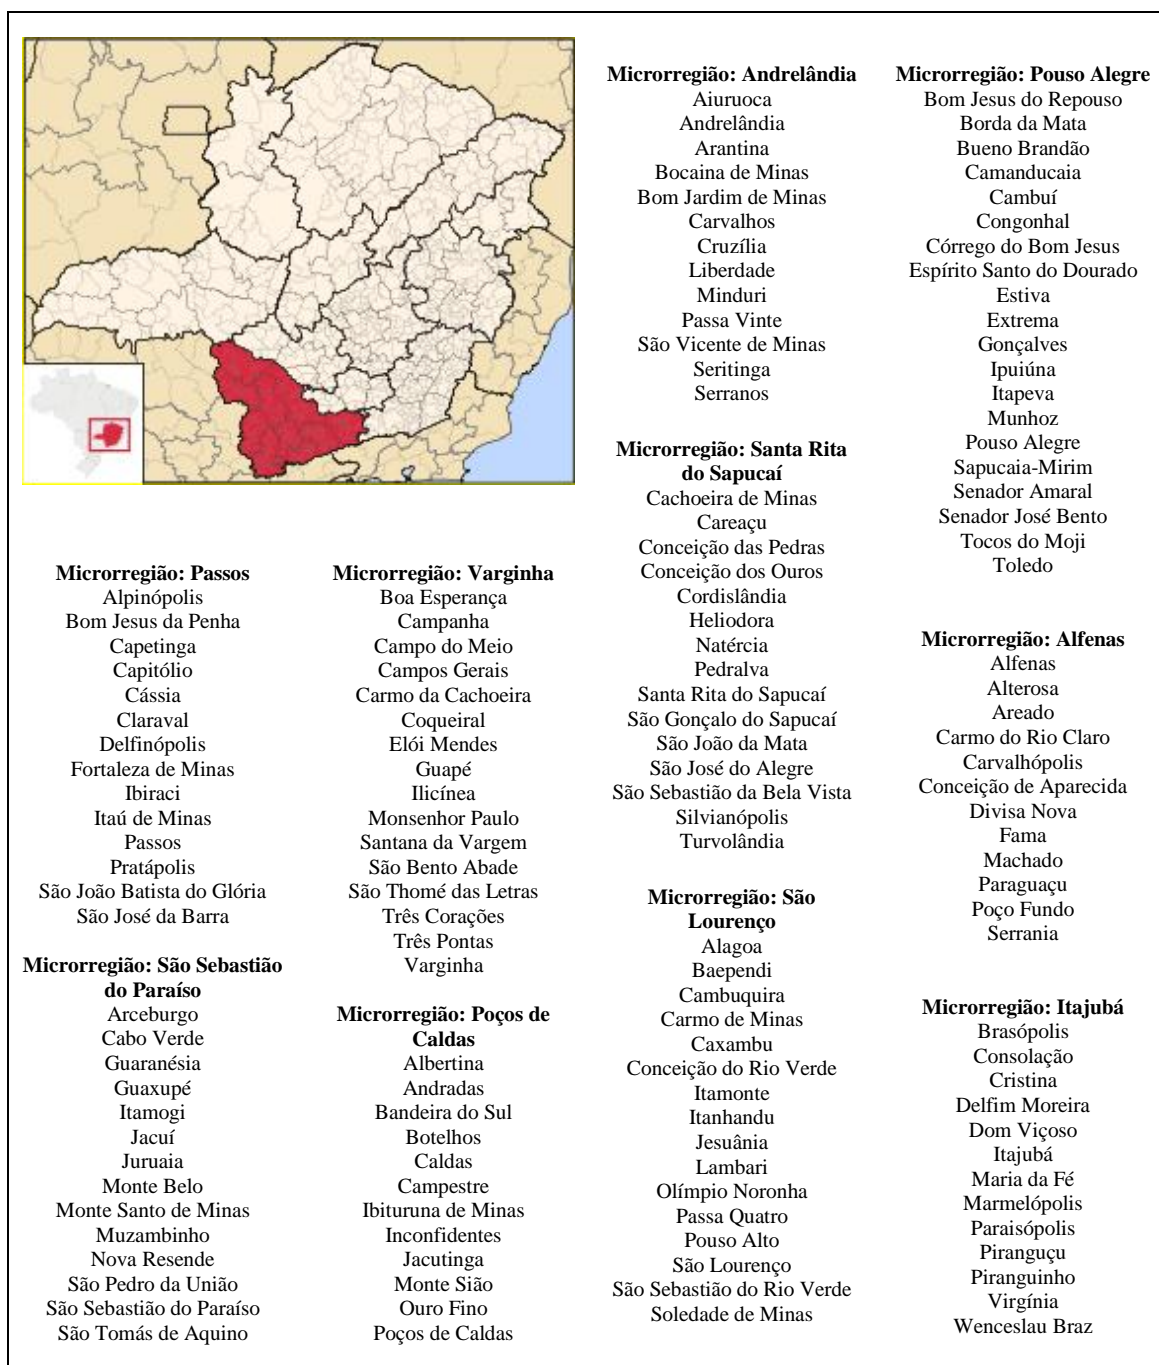 Microrregião: Andrelândia
Aiuruoca
Andrelândia
Arantina
Bocaina de Minas
Bom Jardim de Minas
Carvalhos
Cruzília
Liberdade
Minduri
Passa Vinte
São Vicente de Minas
Seritinga
Serranos
Microrregião: Pouso Alegre
Bom Jesus do Repouso
Borda da Mata
Bueno Brandão
Camanducaia
Cambuí
Congonhal
Córrego do Bom Jesus
Espírito Santo do Dourado
Estiva
Extrema
Gonçalves
Ipuiúna
Itapeva
Munhoz
Pouso Alegre
Sapucaia-Mirim
Senador Amaral
Senador José Bento
Tocos do Moji
Toledo
Microrregião: Santa Rita
do Sapucaí
Cachoeira de Minas
Careaçu
Conceição das Pedras
Conceição dos Ouros
Cordislândia
Heliodora
Natércia
Pedralva
Santa Rita do Sapucaí
São Gonçalo do Sapucaí
São João da Mata
São José do Alegre
São Sebastião da Bela Vista
Silvianópolis
Turvolândia
Microrregião: Passos
Alpinópolis
Bom Jesus da Penha
Capetinga
Capitólio
Cássia
Claraval
Delfinópolis
Fortaleza de Minas
Ibiraci
Itaú de Minas
Passos
Pratápolis
São João Batista do Glória
São José da Barra
Microrregião: Varginha
Boa Esperança
Campanha
Campo do Meio
Campos Gerais
Carmo da Cachoeira
Coqueiral
Elói Mendes
Guapé
Ilicínea
Monsenhor Paulo
Santana da Vargem
São Bento Abade
São Thomé das Letras
Três Corações
Três Pontas
Varginha
Microrregião: Alfenas
Alfenas
Alterosa
Areado
Carmo do Rio Claro
Carvalhópolis
Conceição de Aparecida
Divisa Nova
Fama
Machado
Paraguaçu
Poço Fundo
Serrania
Microrregião: São Sebastião
do Paraíso
Arceburgo
Cabo Verde
Guaranésia
Guaxupé
Itamogi
Jacuí
Juruaia
Monte Belo
Monte Santo de Minas
Muzambinho
Nova Resende
São Pedro da União
São Sebastião do Paraíso
São Tomás de Aquino
Microrregião: Poços de
Caldas
Albertina
Andradas
Bandeira do Sul
Botelhos
Caldas
Campestre
Ibituruna de Minas
Inconfidentes
Jacutinga
Monte Sião
Ouro Fino
Poços de Caldas
Microrregião: São
Lourenço
Alagoa
Baependi
Cambuquira
Carmo de Minas
Caxambu
Conceição do Rio Verde
Itamonte
Itanhandu
Jesuânia
Lambari
Olímpio Noronha
Passa Quatro
Pouso Alto
São Lourenço
São Sebastião do Rio Verde
Soledade de Minas
Microrregião: Itajubá
Brasópolis
Consolação
Cristina
Delfim Moreira
Dom Viçoso
Itajubá
Maria da Fé
Marmelópolis
Paraisópolis
Piranguçu
Piranguinho
Virgínia
Wenceslau Braz